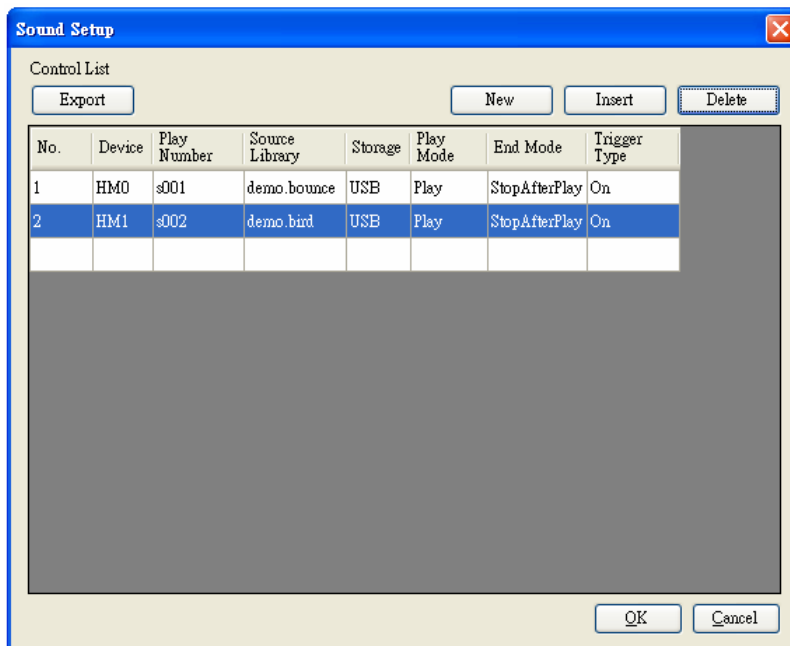 Sound Setup
Control List
Export New Insert Delete
No. Device Play Number Source Library Storage Play Mode End Mode Trigger Type
1 HM0 s001 demo.bounce USB Play StopAfterPlay On
2 HM1 s002 demo.bird USB Play StopAfterPlay On
OK Cancel